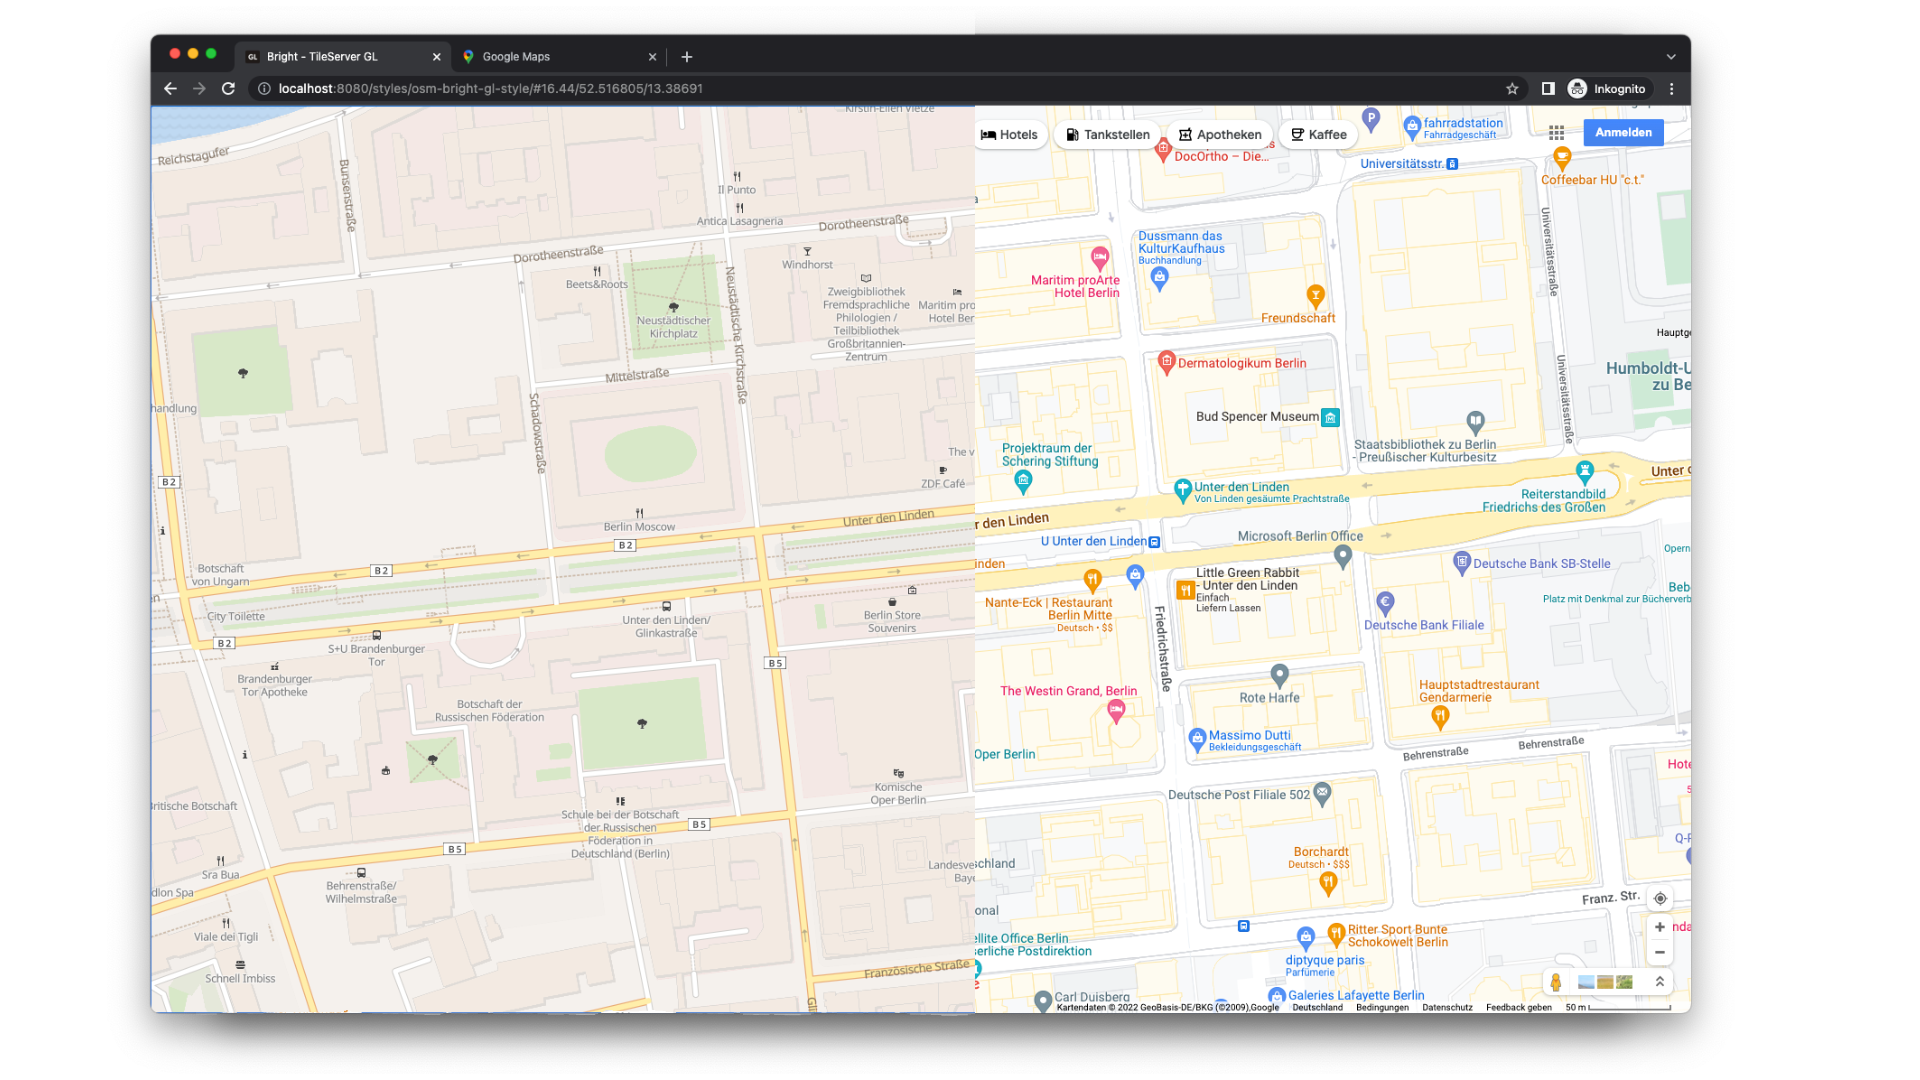 Bright - TileServer GL
Google Maps
localhost:8080/styles/osm-bright-gl-style/#16.44/52.516805/13.38691
Inkognito
Kirstin-Ellen Vietze
Reichstagufer
Bunsenstraße
Il Punto
Antica Lasagneria
Dorotheenstraße
Dorotheenstraße
Windhorst
Beets&Roots
Neustädtischer
Kirchplatz
Neustädtische Kirchstraße
Zweigbibliothek
Fremdsprachliche
Philologien /
Teilbibliothek
Großbritannien-
Zentrum
Maritim pro
Hotel Ber
Mittelstraße
Schadowstraße
handlung
The v
ZDF Café
B 2
Berlin Moscow
Unter den Linden
B 2
B 2
Botschaft
von Ungarn
en
City Toilette
Unter den Linden/
Glinkastraße
Berlin Store
Souvenirs
B 2
S+U Brandenburger
Tor
B 5
Brandenburger
Tor Apotheke
Botschaft der
Russischen Föderation
Komische
Oper Berlin
ritische Botschaft
Schule bei der Botschaft
der Russischen
Föderation in
Deutschland (Berlin)
B 5
B 5
Sra Bua
dlon Spa
Behrenstraße/
Wilhelmstraße
Landesve
Baye
Viale dei Tigli
Schnell Imbiss
Französische Straße
Gli
Hotels
Tankstellen
Apotheken
Kaffee
P
fahrradstation
Fahrradgeschäft
Anmelden
DocOrtho – Die...
Universitätsstr.
Coffeebar HU "c.t."
Dussmann das
KulturKaufhaus
Buchhandlung
Universitätsstraße
Maritim proArte
Hotel Berlin
Freundschaft
Hauptge
Dermatologikum Berlin
Humboldt-U
zu Be
Universitätsstraße
Bud Spencer Museum
Staatsbibliothek zu Berlin
- Preußischer Kulturbesitz
Projektraum der
Schering Stiftung
Unter d
Unter den Linden
Von Linden gesäumte Prachtstraße
Reiterstandbild
Friedrichs des Großen
r den Linden
U Unter den Linden
Microsoft Berlin Office
Opern
inden
Little Green Rabbit
- Unter den Linden
Einfach
Liefern Lassen
Deutsche Bank SB-Stelle
Bebe
Platz mit Denkmal zur Bücherverb
Nante-Eck | Restaurant
Berlin Mitte
Deutsch • $$
Deutsche Bank Filiale
Friedrichstraße
The Westin Grand, Berlin
Rote Harfe
Hauptstadtrestaurant
Gendarmerie
Massimo Dutti
Bekleidungsgeschäft
Oper Berlin
Behrenstraße
Behrenstraße
Hote
Deutsche Post Filiale 502
Q-F
Borchardt
Deutsch • $$$
schland
Franz. Str.
onal
ellite Office Berlin
serliche Postdirektion
Ritter Sport Bunte
Schokowelt Berlin
nda
diptyque paris
Parfümerie
Carl Duisberg
Galeries Lafayette Berlin
Kartendaten © 2022 GeoBasis-DE/BKG (©2009),Google
Deutschland
Bedingungen
Datenschutz
Feedback geben
50 m